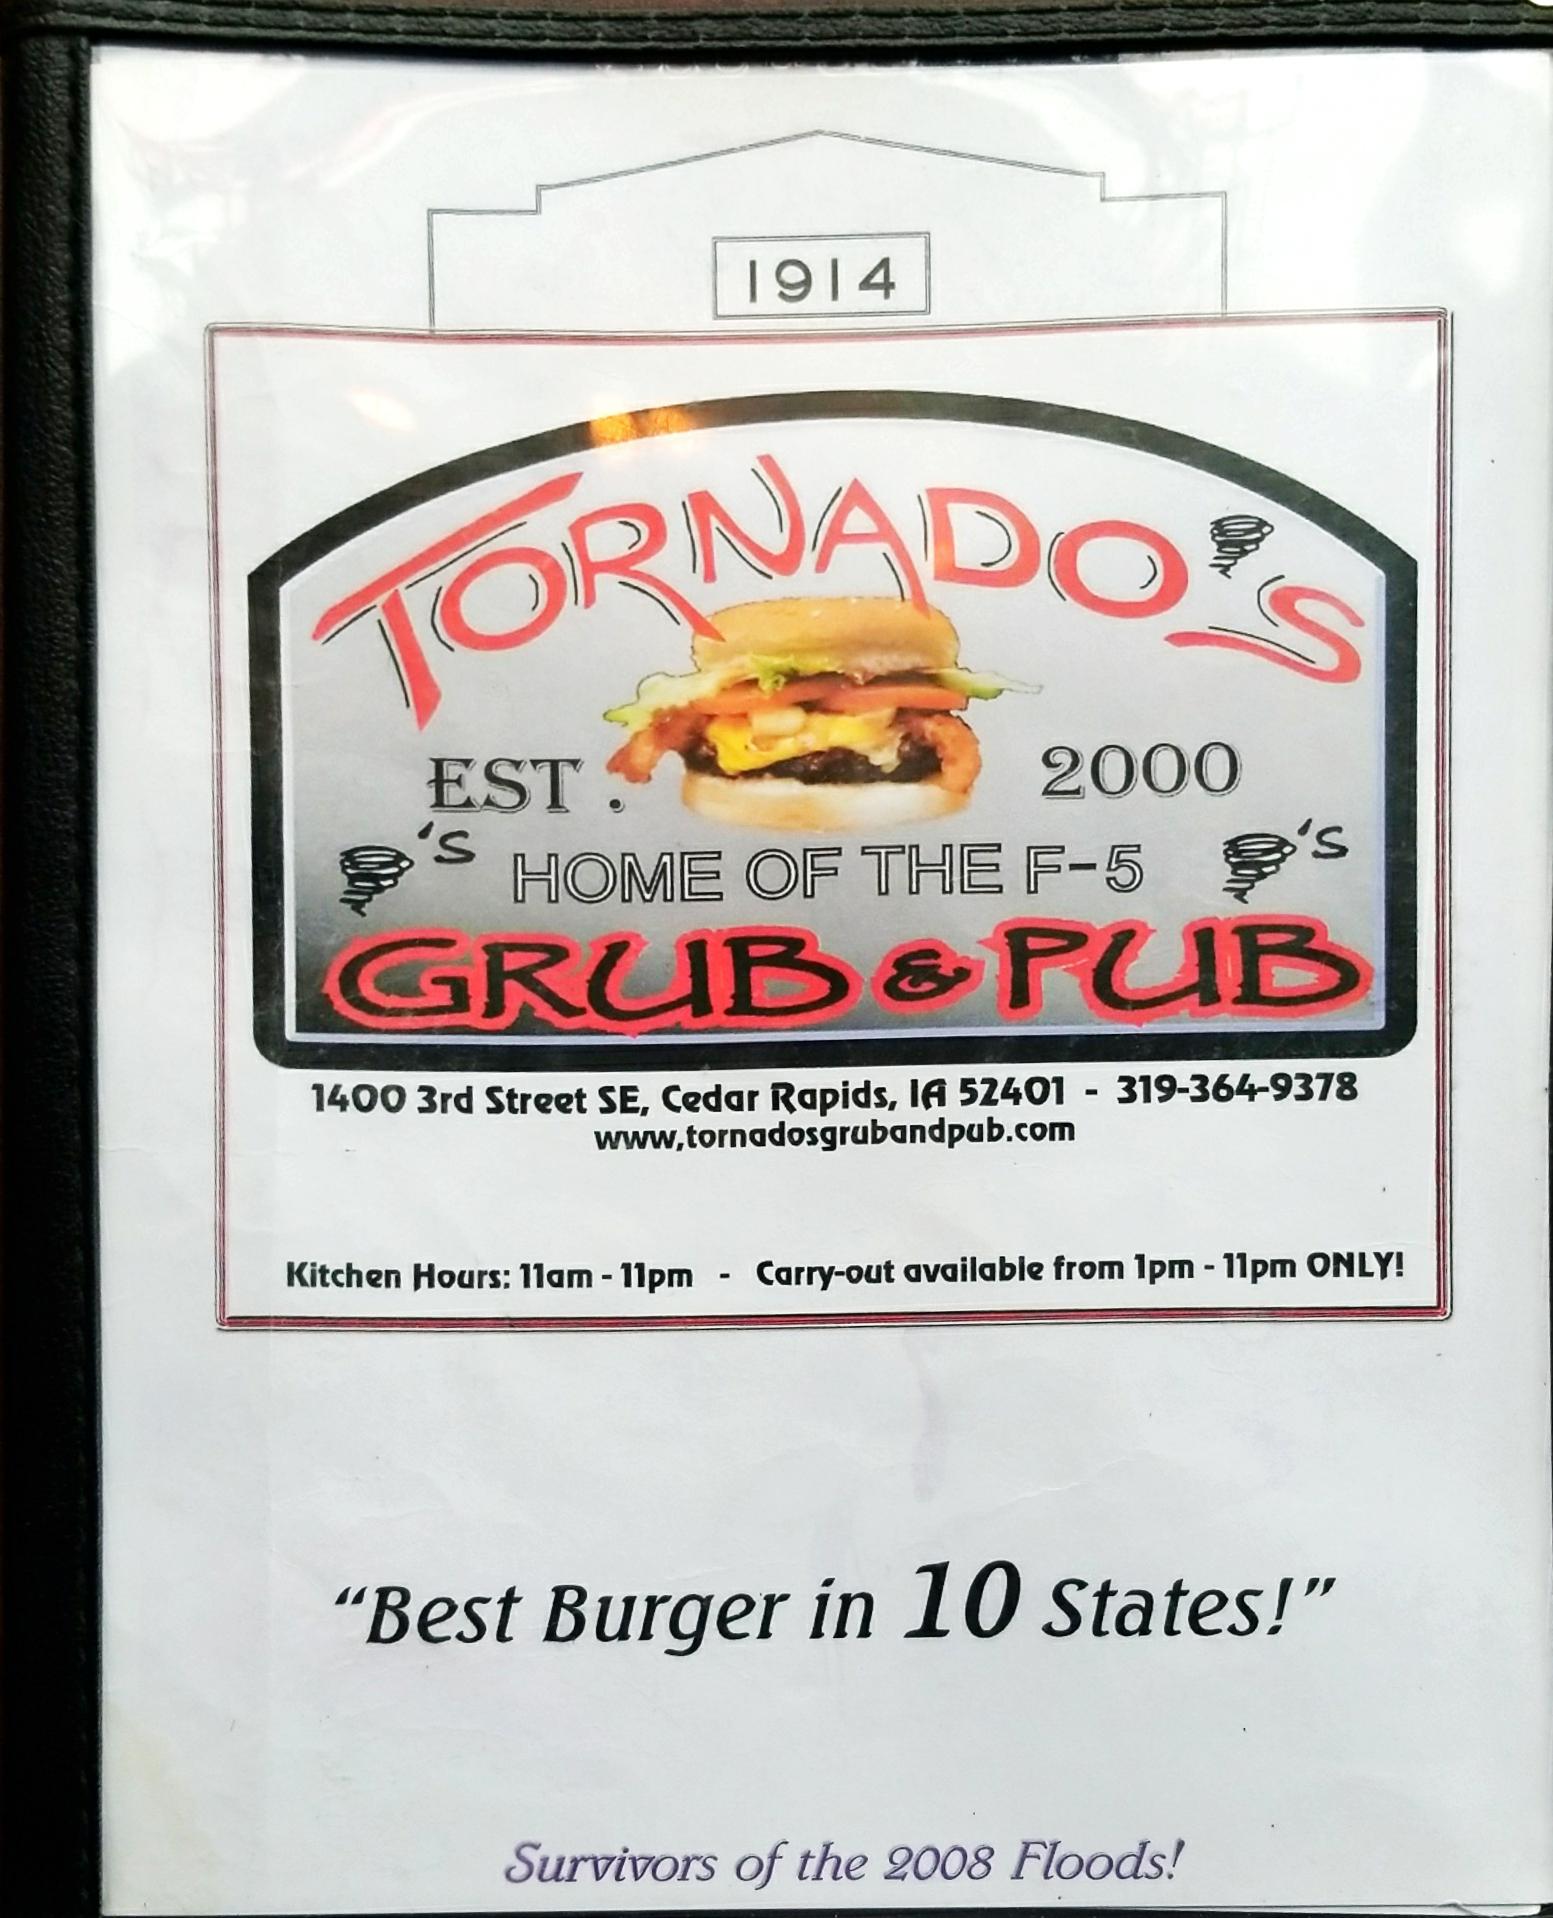 1914
TORNADO'S
EST. 2000
'S HOME OF THE F-5 'S
GRUB & PUB
1400 3rd Street SE, Cedar Rapids, IA 52401 - 319-364-9378
www,tornadosgrubandpub.com
Kitchen Hours: 11am - 11pm - Carry-out available from 1pm - 11pm ONLY!
“Best Burger in 10 States!”
Survivors of the 2008 Floods!